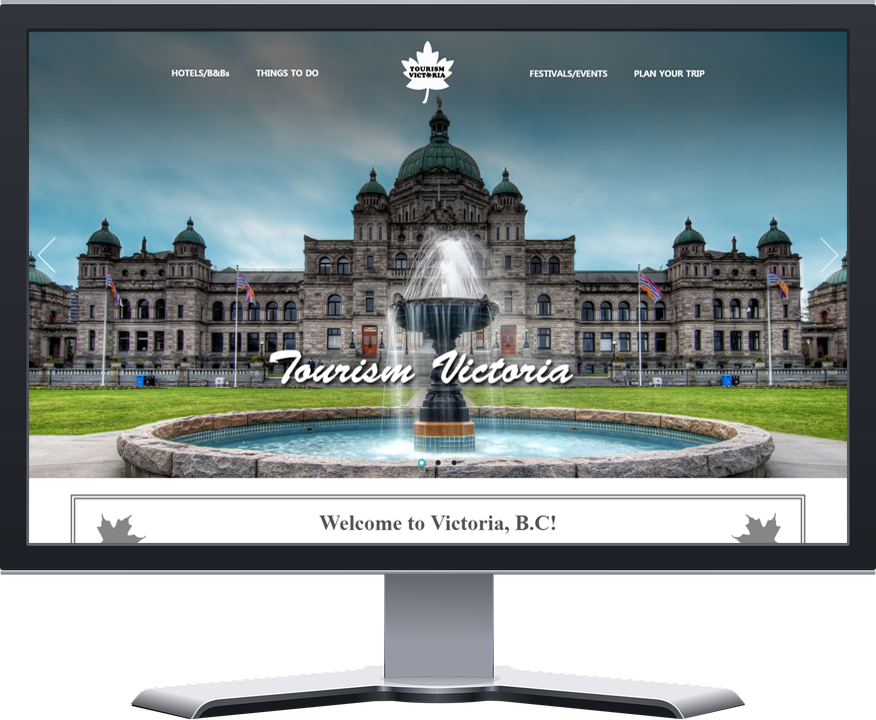 HOTELS/B&Bs
THINGS TO DO
TOURISM
VICTORIA
FESTIVALS/EVENTS
PLAN YOUR TRIP
Tourism Victoria
Welcome to Victoria, B.C!